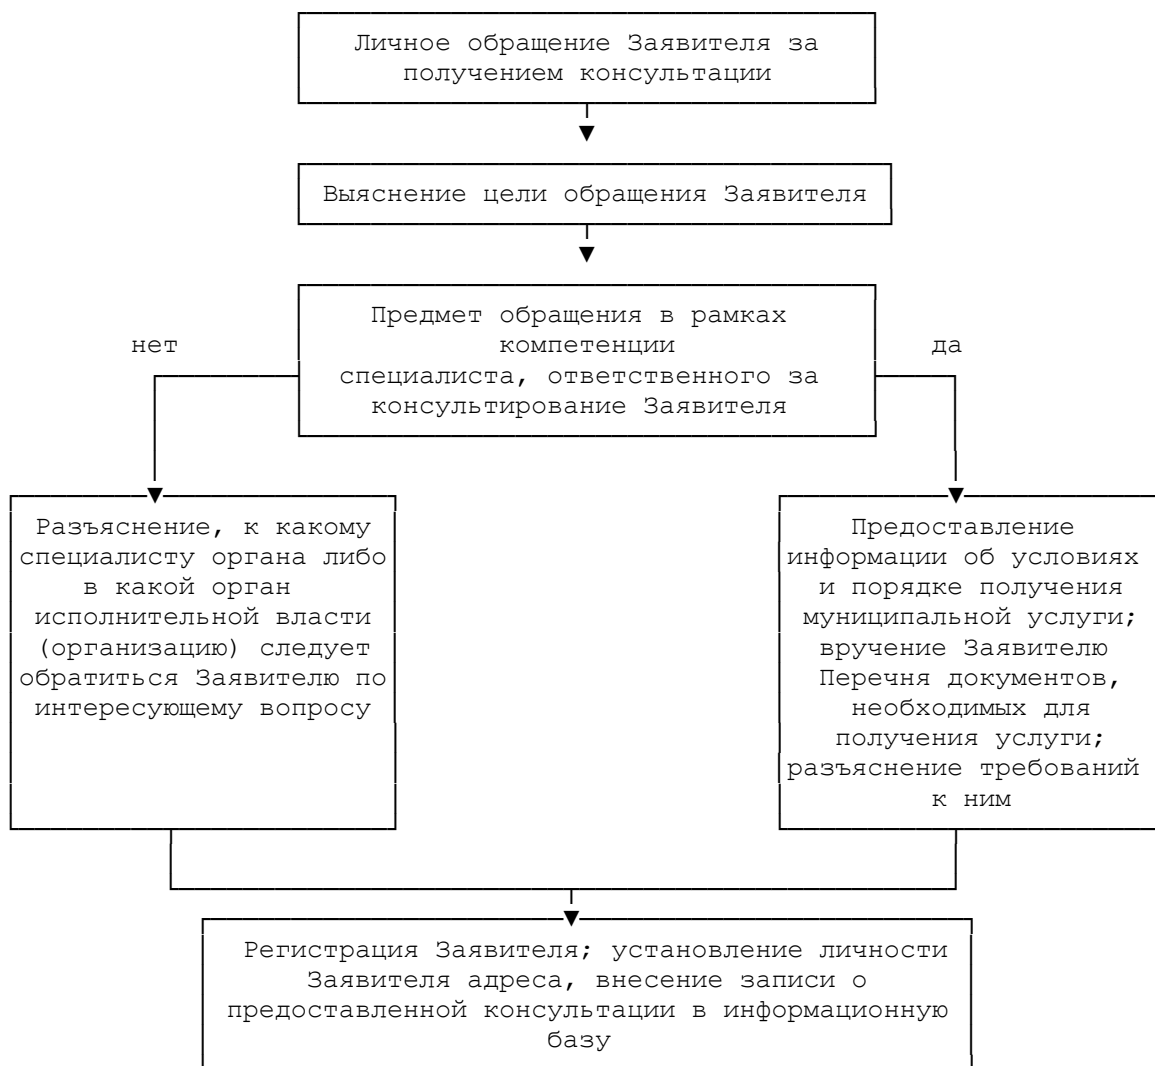 Личное обращение Заявителя за
получением консультации
Выяснение цели обращения Заявителя
Предмет обращения в рамках
компетенции
специалиста, ответственного за
консультирование Заявителя
нет
да
Разъяснение, к какому
специалисту органа либо
в какой орган
исполнительной власти
(организацию) следует
обратиться Заявителю по
интересующему вопросу
Предоставление
информации об условиях
и порядке получения
муниципальной услуги;
вручение Заявителю
Перечня документов,
необходимых для
получения услуги;
разъяснение требований
к ним
Регистрация Заявителя; установление личности
Заявителя адреса, внесение записи о
предоставленной консультации в информационную
базу